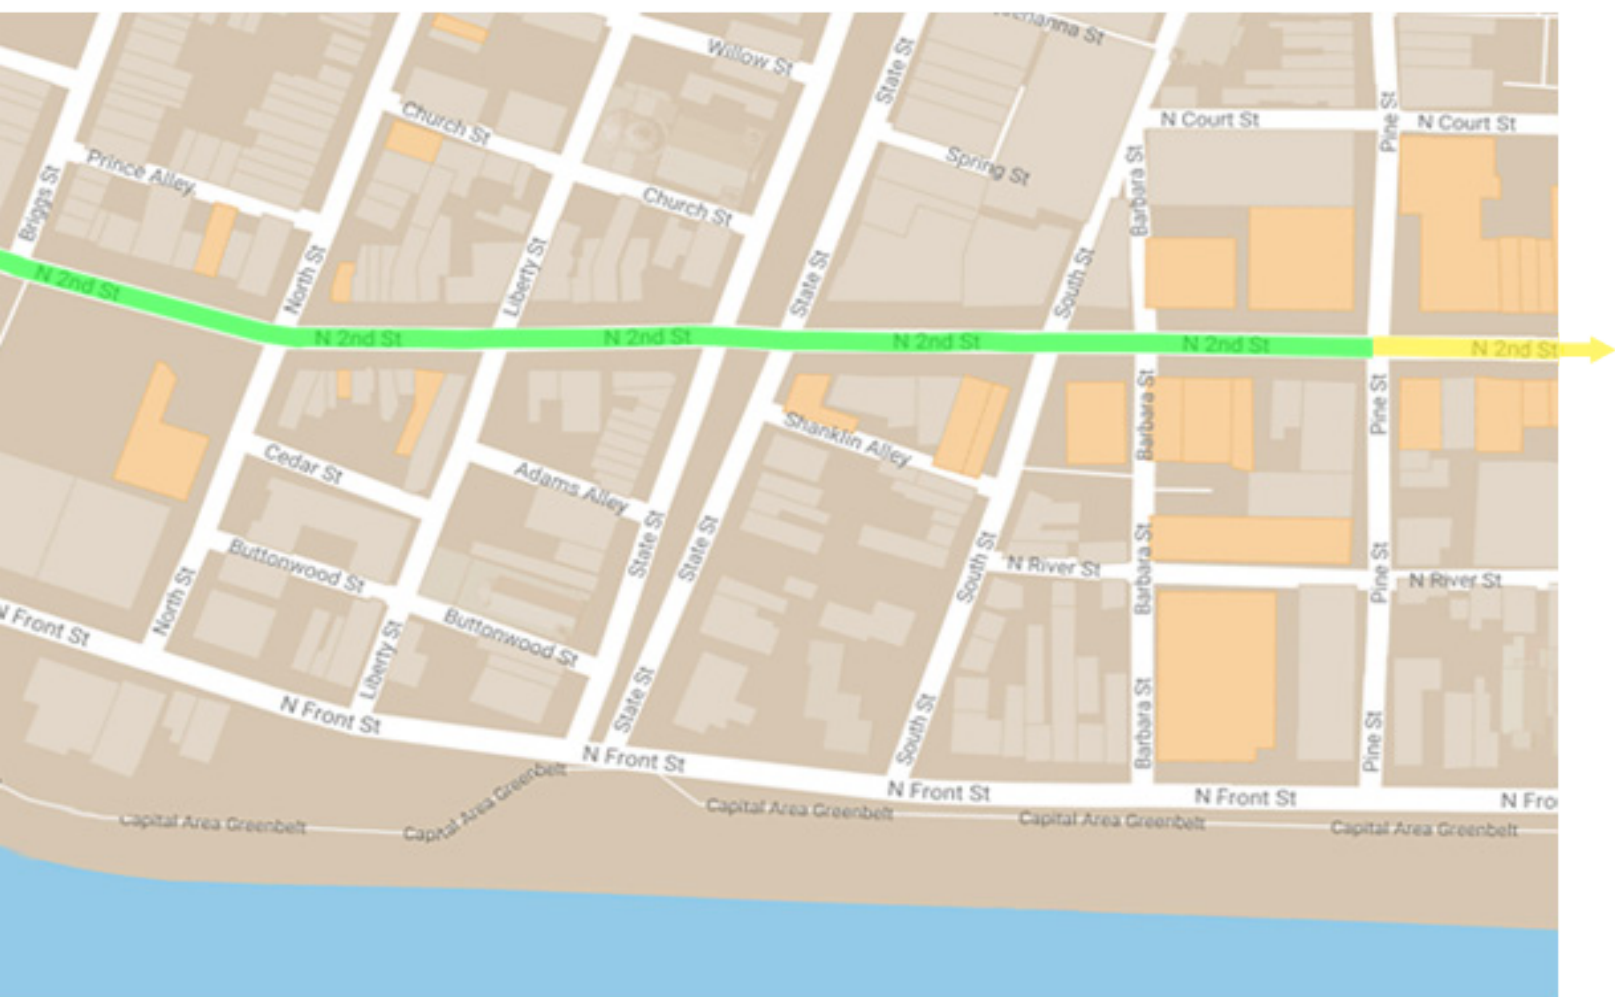 Willow St
State St
Church St
N Court St
Pine St
N Court St
Spring St
Prince Alley
Briggs St
Church St
Barbara St
N 2nd St
North St
Liberty St
State St
South St
N 2nd St
N 2nd St
N 2nd St
N 2nd St
N 2nd St
Shanklin Alley
Barbara St
Pine St
Cedar St
Adams Alley
State St
State St
Buttonwood St
South St
N River St
Barbara St
Pine St
N River St
North St
N Front St
Liberty St
Buttonwood St
State St
South St
Barbara St
Pine St
N Front St
N Front St
N Front St
N Front St
N Fro
Capital Area Greenbelt
Capital Area Greenbelt
Capital Area Greenbelt
Capital Area Greenbelt
Capital Area Greenbelt